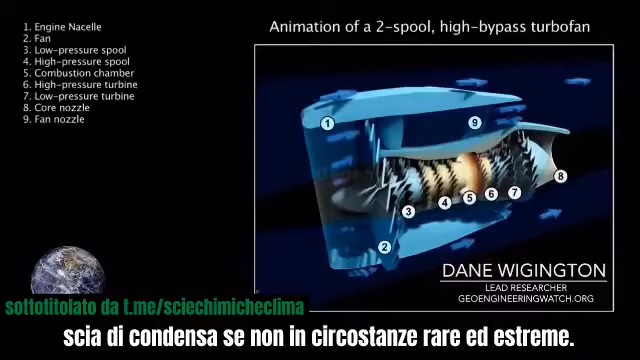 Animation of a 2-spool, high-bypass turbofan
1. Engine Nacelle
2. Fan
3. Low-pressure spool
4. High-pressure spool
5. Combustion chamber
6. High-pressure turbine
7. Low-pressure turbine
8. Core nozzle
9. Fan nozzle
1
9
8
7
6
5
4
3
2
DANE WIGINGTON
LEAD RESEARCHER
GEOENGINEERINGWATCH.ORG
sottotitolato da t.me/sciechimicheclima
scia di condensa se non in circostanze rare ed estreme.